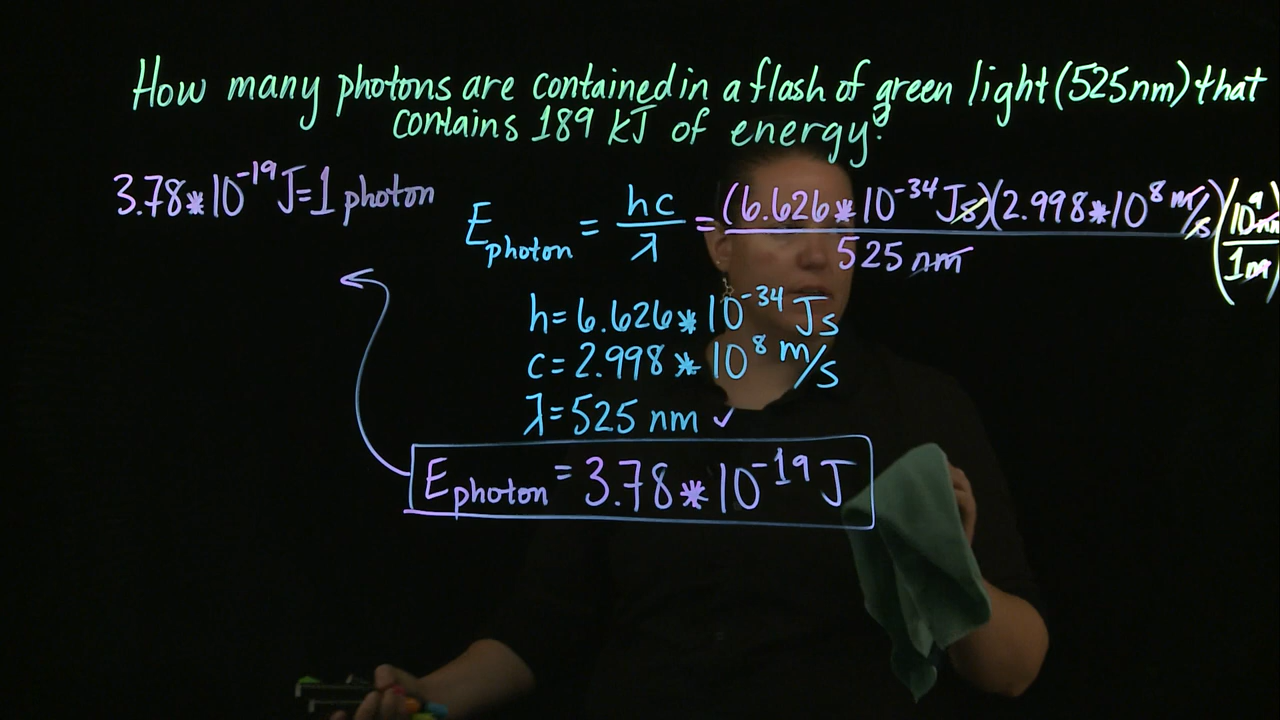 How many photons are contained in a flash of green light (525 nm) that
contains 189 kJ of energy?
3.78*10^-19 J = 1 photon
E_photon = hc/λ = (6.626*10^-34 Js)(2.998*10^8 m/s)/525 nm (10^9 nm/1m)
h = 6.626*10^-34 Js
c = 2.998*10^8 m/s
λ = 525 nm ✓
E_photon = 3.78*10^-19 J